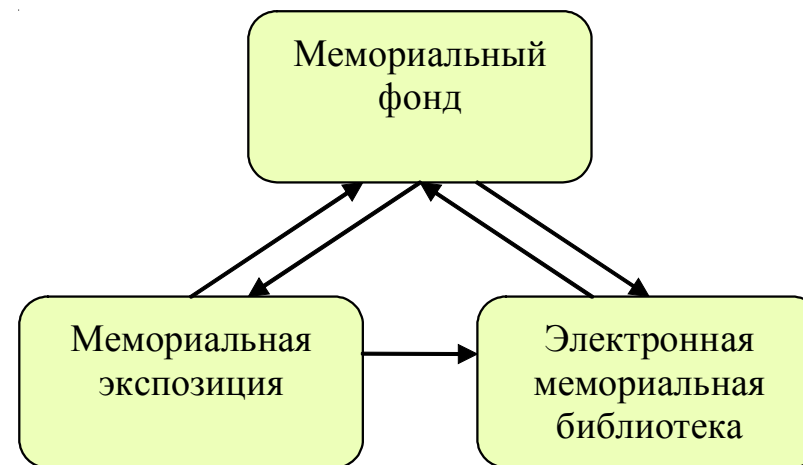 Мемориальный
фонд
Мемориальная
экспозиция
Электронная
мемориальная
библиотека